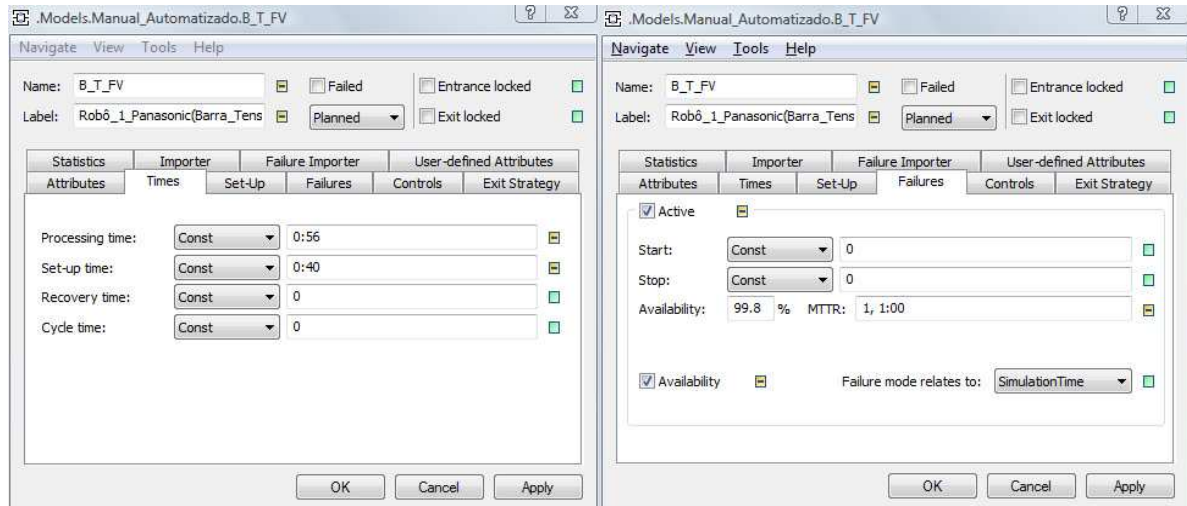 .Models.Manual_Automatizado.B_T_FV
Navigate View Tools Help
Name: B_T_FV Failed Entrance locked
Label: Robô_1_Panasonic(Barra_Tens Planned Exit locked
Statistics Importer Failure Importer User-defined Attributes
Attributes Times Set-Up Failures Controls Exit Strategy
Processing time: Const 0:56
Set-up time: Const 0:40
Recovery time: Const 0
Cycle time: Const 0
OK Cancel Apply
.Models.Manual_Automatizado.B_T_FV
Navigate View Tools Help
Name: B_T_FV Failed Entrance locked
Label: Robô_1_Panasonic(Barra_Tens Planned Exit locked
Statistics Importer Failure Importer User-defined Attributes
Attributes Times Set-Up Failures Controls Exit Strategy
Active
Start: Const 0
Stop: Const 0
Availability: 99.8 % MTTR: 1, 1:00
Availability Failure mode relates to: SimulationTime
OK Cancel Apply